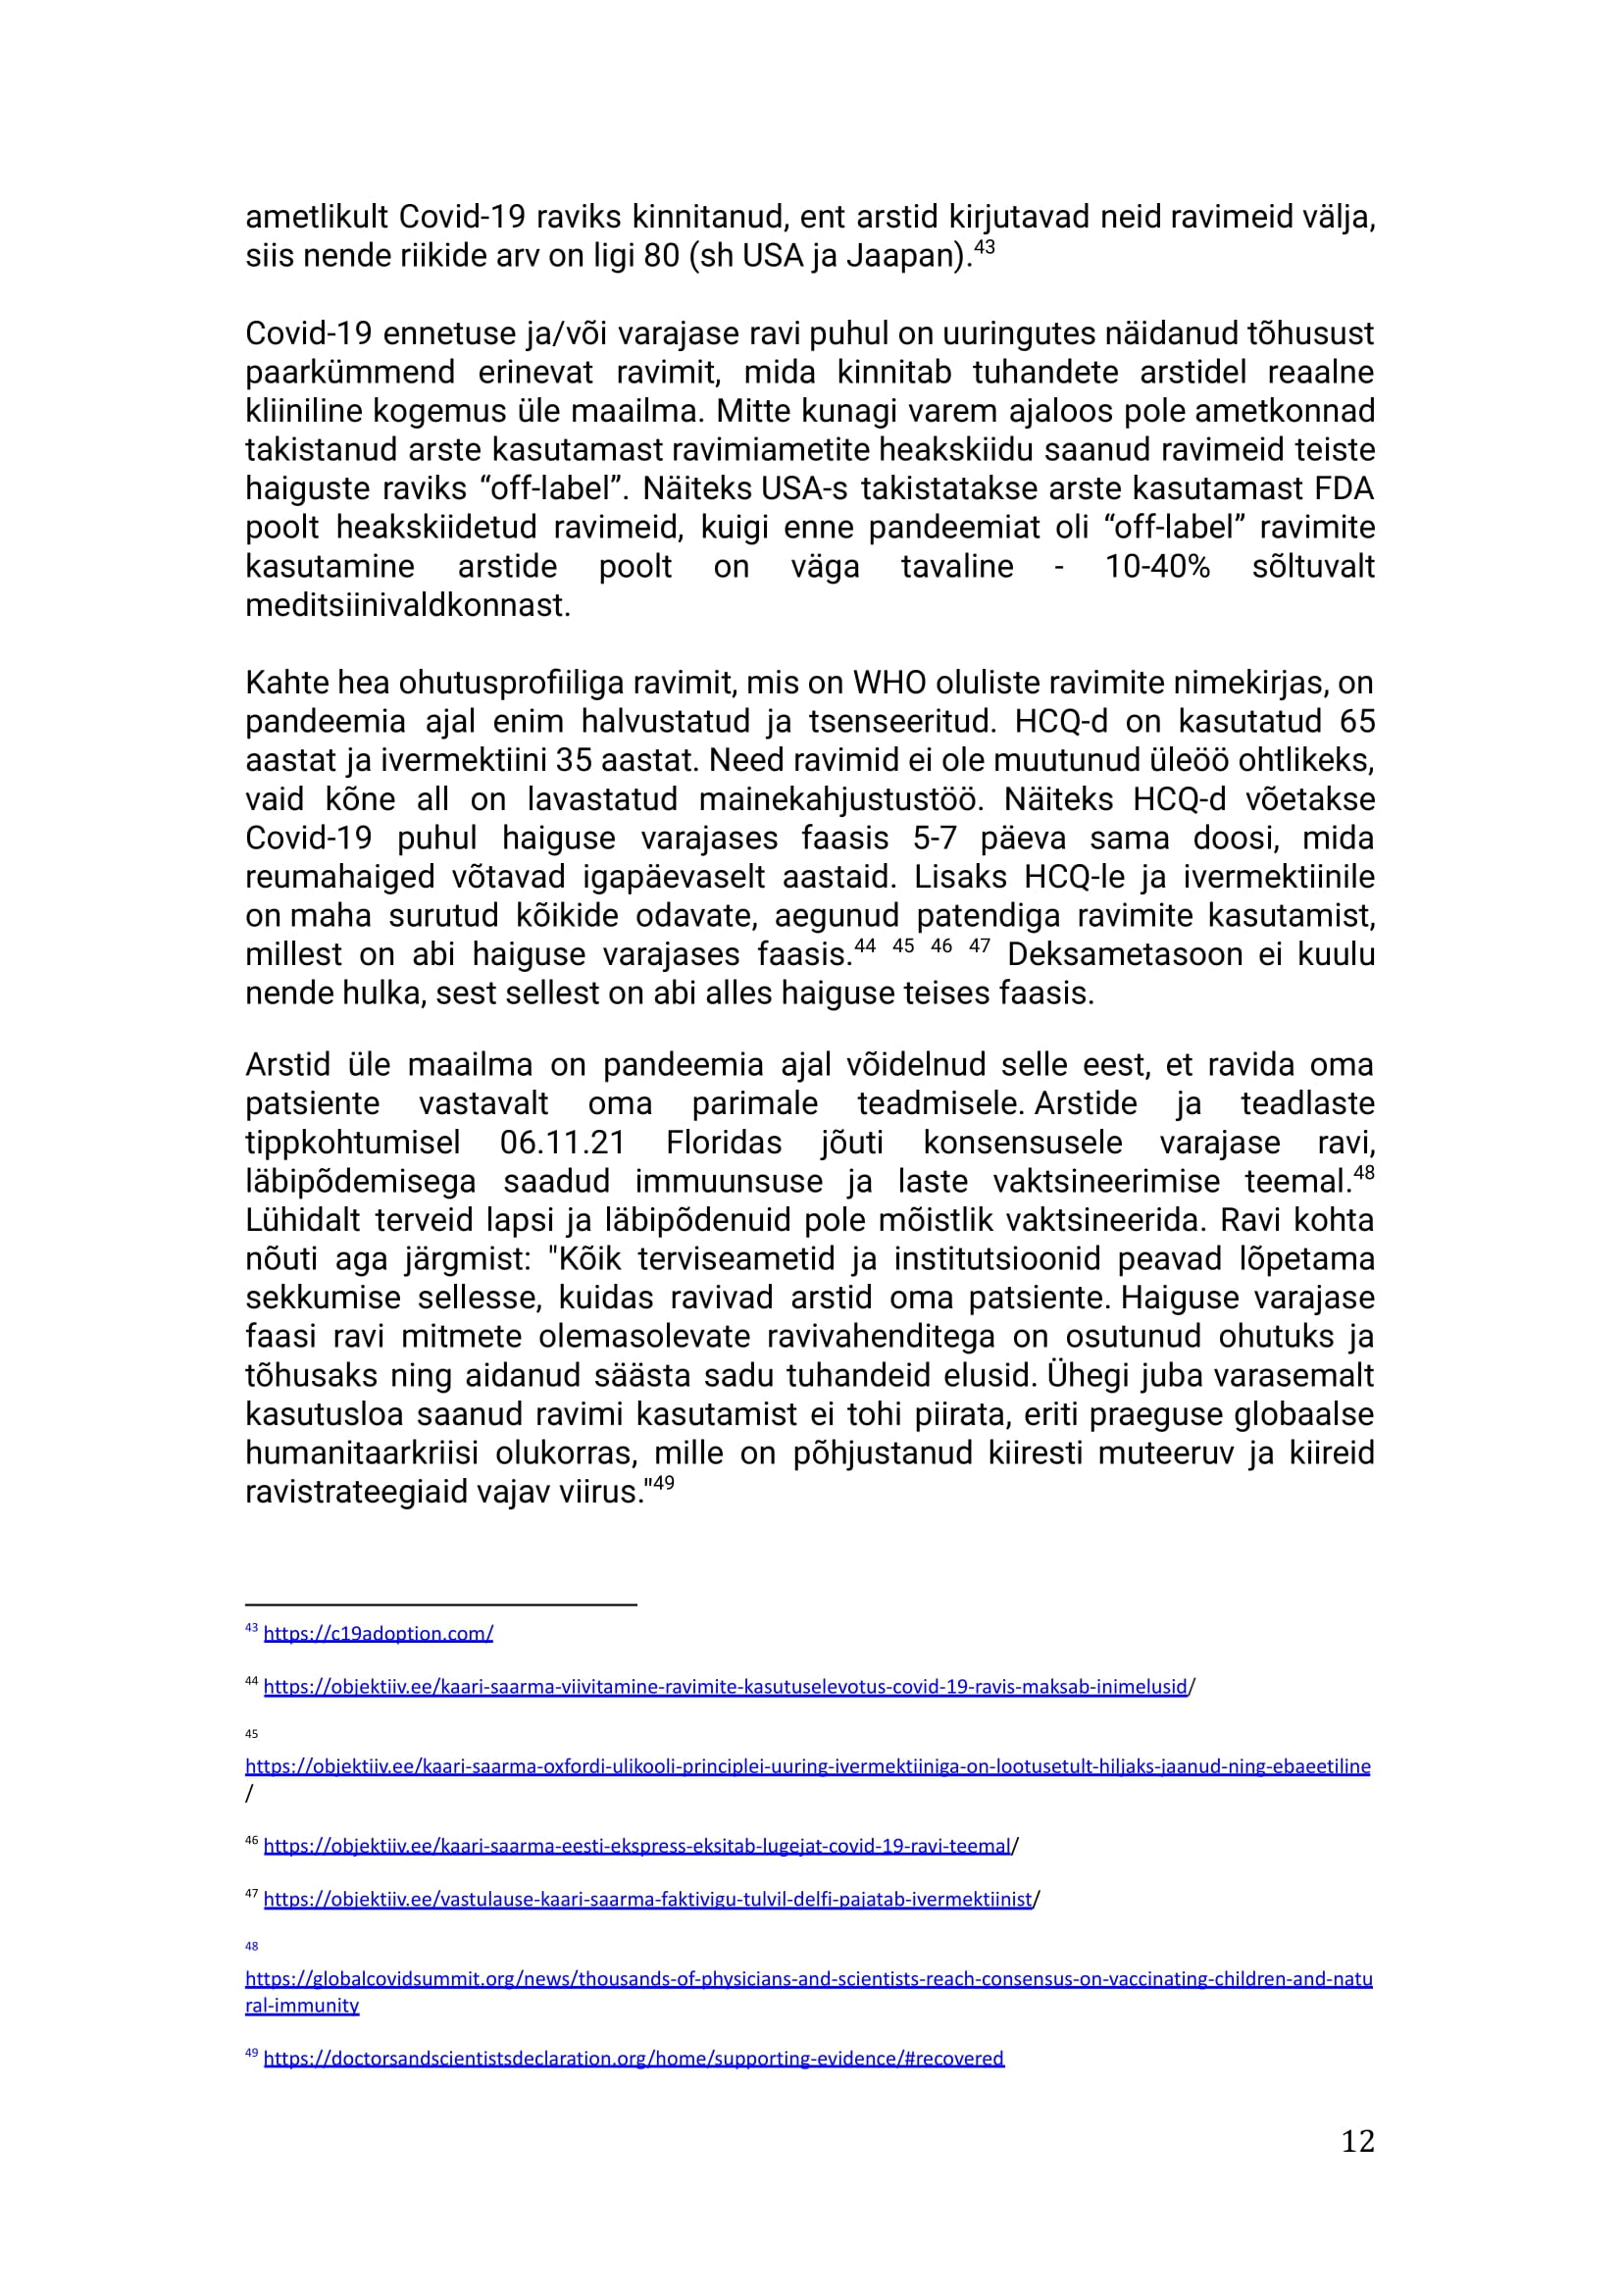 ametlikult Covid-19 raviks kinnitanud, ent arstid kirjutavad neid ravimeid välja,
siis nende riikide arv on ligi 80 (sh USA ja Jaapan).43
Covid-19 ennetuse ja/või varajase ravi puhul on uuringutes näidanud tõhusust
paarkümmend erinevat ravimit, mida kinnitab tuhandete arstidel reaalne
kliiniline kogemus üle maailma. Mitte kunagi varem ajaloos pole ametkonnad
takistanud arste kasutamast ravimiametite heakskiidu saanud ravimeid teiste
haiguste raviks “off-label”. Näiteks USA-s takistatakse arste kasutamast FDA
poolt heakskiidetud ravimeid, kuigi enne pandeemiat oli “off-label” ravimite
kasutamine arstide poolt on väga tavaline - 10-40% sõltuvalt
meditsiinivaldkonnast.
Kahte hea ohutusprofiiliga ravimit, mis on WHO oluliste ravimite nimekirjas, on
pandeemia ajal enim halvustatud ja tsenseeritud. HCQ-d on kasutatud 65
aastat ja ivermektiini 35 aastat. Need ravimid ei ole muutunud üleöö ohtlikeks,
vaid kõne all on lavastatud mainekahjustustöö. Näiteks HCQ-d võetakse
Covid-19 puhul haiguse varajases faasis 5-7 päeva sama doosi, mida
reumahaiged võtavad igapäevaselt aastaid. Lisaks HCQ-le ja ivermektiinile
on maha surutud kõikide odavate, aegunud patendiga ravimite kasutamist,
millest on abi haiguse varajases faasis.44 45 46 47 Deksametasoon ei kuulu
nende hulka, sest sellest on abi alles haiguse teises faasis.
Arstid üle maailma on pandeemia ajal võidelnud selle eest, et ravida oma
patsiente vastavalt oma parimale teadmisele. Arstide ja teadlaste
tippkohtumisel 06.11.21 Floridas jõuti konsensusele varajase ravi,
läbipõdemisega saadud immuunsuse ja laste vaktsineerimise teemal.48
Lühidalt terveid lapsi ja läbipõdenuid pole mõistlik vaktsineerida. Ravi kohta
nõuti aga järgmist: "Kõik terviseametid ja institutsioonid peavad lõpetama
sekkumise sellesse, kuidas ravivad arstid oma patsiente. Haiguse varajase
faasi ravi mitmete olemasolevate ravivahenditega on osutunud ohutuks ja
tõhusaks ning aidanud säästa sadu tuhandeid elusid. Ühegi juba varasemalt
kasutusloa saanud ravimi kasutamist ei tohi piirata, eriti praeguse globaalse
humanitaarkriisi olukorras, mille on põhjustanud kiiresti muteeruv ja kiireid
ravistrateegiaid vajav viirus."49
43 https://c19adoption.com/
44 https://objektiiv.ee/kaari-saarma-viivitamine-ravimite-kasutuselevotus-covid-19-ravis-maksab-inimelusid/
45
https://objektiiv.ee/kaari-saarma-oxfordi-ulikooli-principlei-uuring-ivermektiiniga-on-lootusetult-hiljaks-jaanud-ning-ebaeetiline
/
46 https://objektiiv.ee/kaari-saarma-eesti-ekspress-eksitab-lugejat-covid-19-ravi-teemal/
47 https://objektiiv.ee/vastulause-kaari-saarma-faktivigu-tulvil-delfi-pajatab-ivermektiinist/
48
https://globalcovidsummit.org/news/thousands-of-physicians-and-scientists-reach-consensus-on-vaccinating-children-and-natu
ral-immunity
49 https://doctorsandscientistsdeclaration.org/home/supporting-evidence/#recovered
12